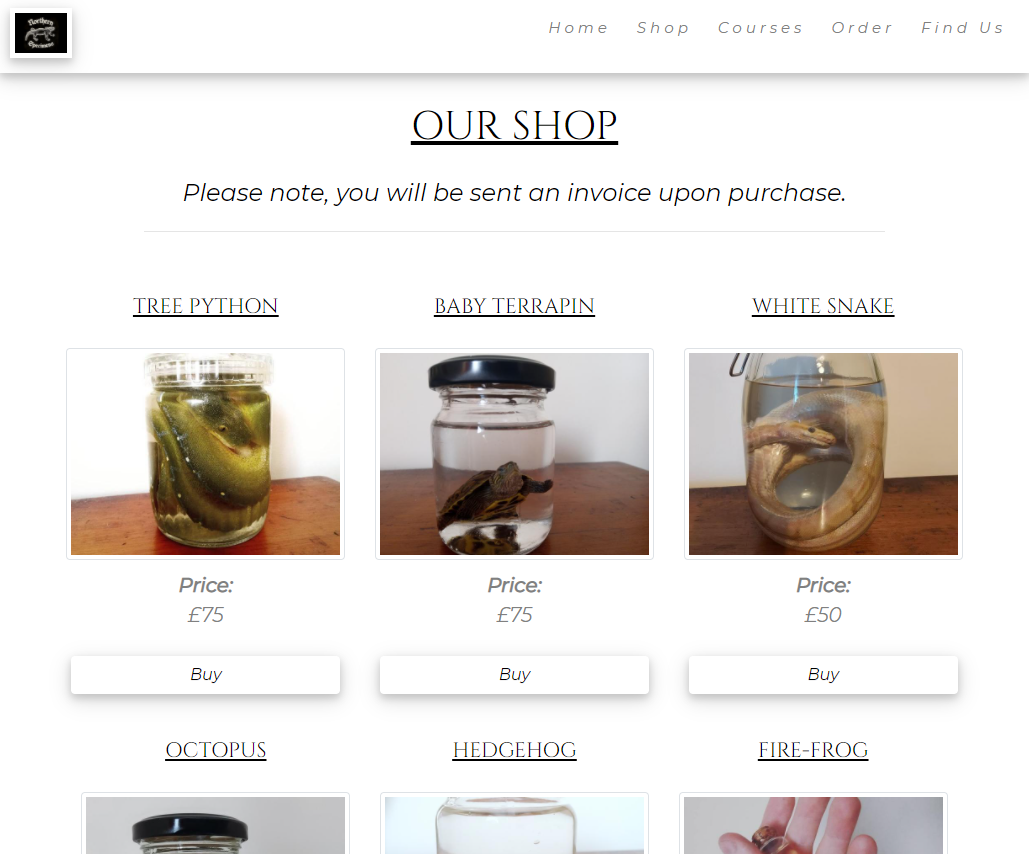 Northern
Specimens
Home Shop Courses Order Find Us
OUR SHOP
Please note, you will be sent an invoice upon purchase.
TREE PYTHON BABY TERRAPIN WHITE SNAKE
Price: Price: Price:
£75 £75 £50
Buy Buy Buy
OCTOPUS HEDGEHOG FIRE-FROG